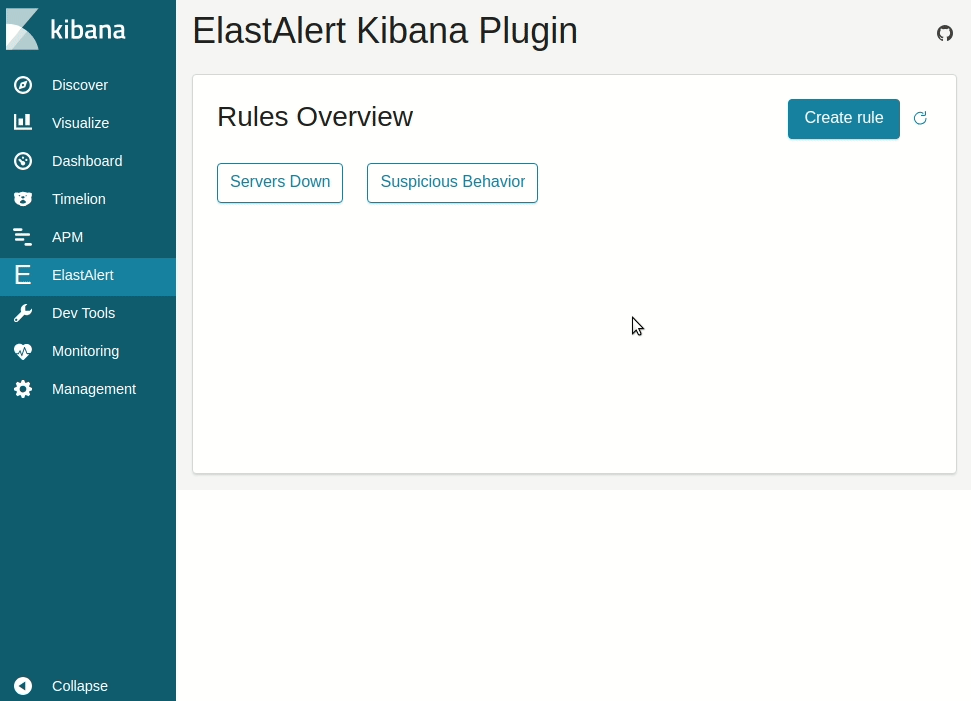 kibana
Discover
Visualize
Dashboard
Timelion
APM
E ElastAlert
Dev Tools
Monitoring
Management
Collapse
ElastAlert Kibana Plugin
Rules Overview
Create rule
Servers Down
Suspicious Behavior